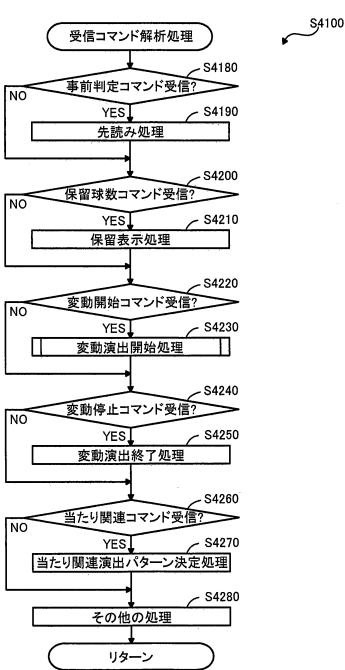 S4100
受信コマンド解析処理
S4180
事前判定コマンド受信?
NO
YES
S4190
先読み処理
S4200
保留球数コマンド受信?
NO
YES
S4210
保留表示処理
S4220
変動開始コマンド受信?
NO
YES
S4230
変動演出開始処理
S4240
変動停止コマンド受信?
NO
YES
S4250
変動演出終了処理
S4260
当たり関連コマンド受信?
NO
YES
S4270
当たり関連演出パターン決定処理
S4280
その他の処理
リターン